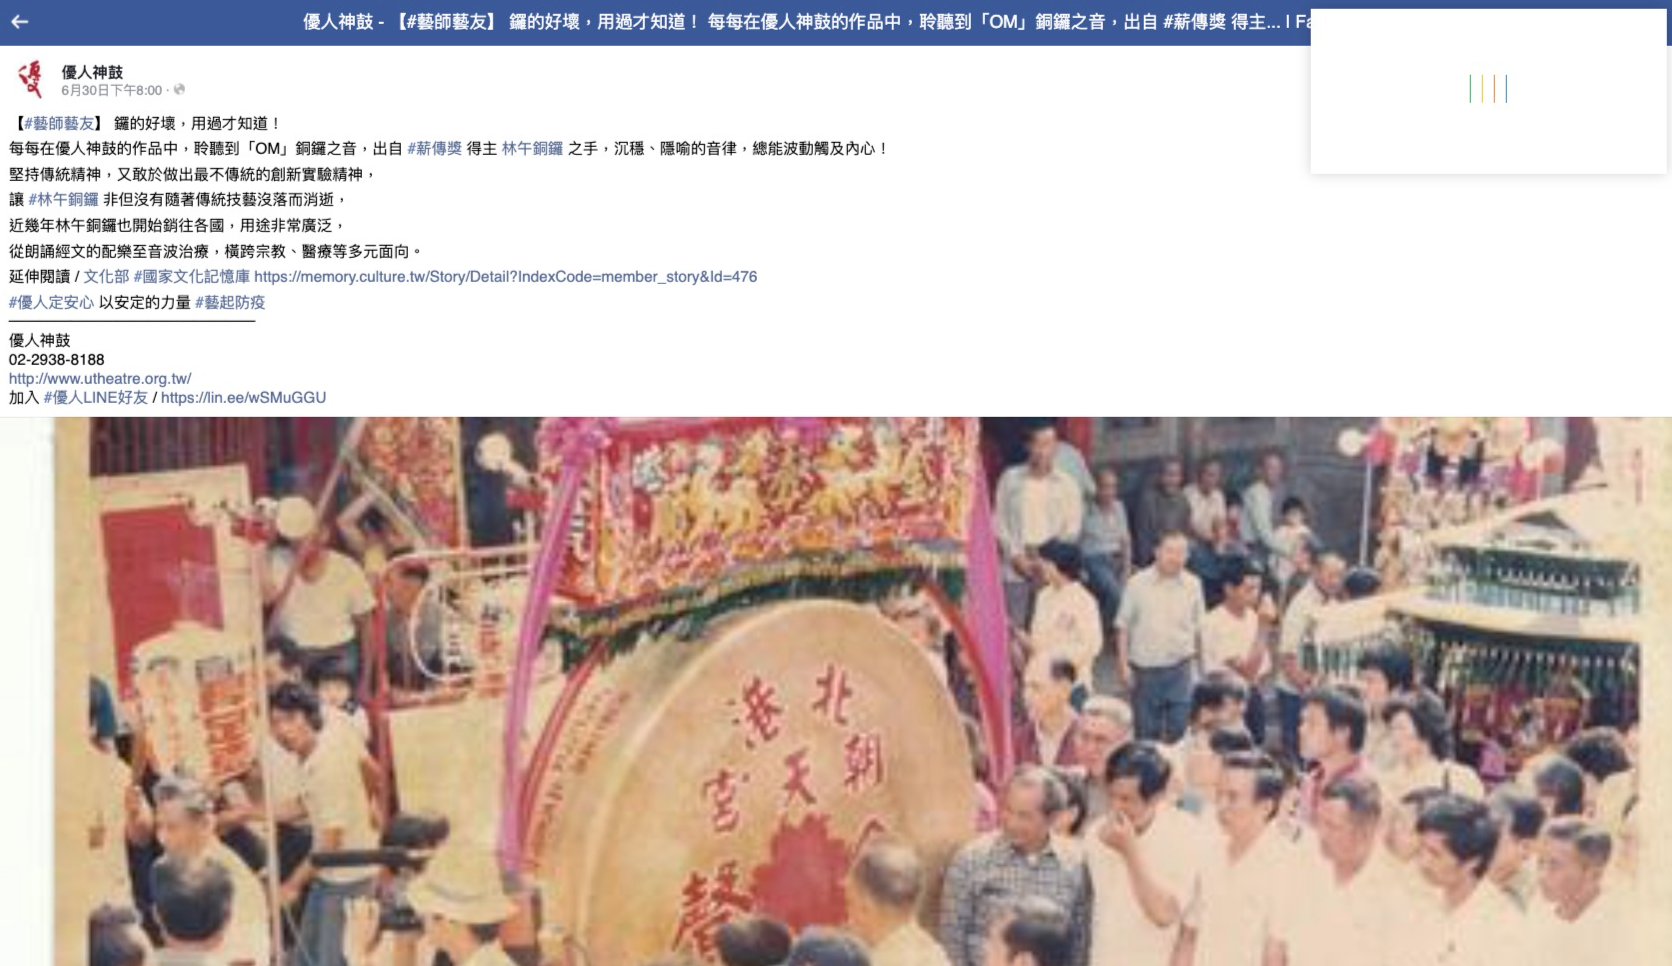 優人神鼓 - 【#藝師藝友】 鑼的好壞，用過才知道！ 每每在優人神鼓的作品中，聆聽到「OM」銅鑼之音，出自 #薪傳獎 得主... | Fa
優人神鼓
6月30日下午8:00 ·
【#藝師藝友】 鑼的好壞，用過才知道！
每每在優人神鼓的作品中，聆聽到「OM」銅鑼之音，出自 #薪傳獎 得主 林午銅鑼 之手，沉穩、隱喻的音律，總能波動觸及內心！
堅持傳統精神，又敢於做出最不傳統的創新實驗精神，
讓 #林午銅鑼 非但沒有隨著傳統技藝沒落而消逝，
近幾年林午銅鑼也開始銷往各國，用途非常廣泛，
從朗誦經文的配樂至音波治療，橫跨宗教、醫療等多元面向。
延伸閱讀 / 文化部 #國家文化記憶庫 https://memory.culture.tw/Story/Detail?IndexCode=member_story&Id=476
#優人定安心 以安定的力量 #藝起防疫
優人神鼓
02-2938-8188
http://www.utheatre.org.tw/
加入 #優人LINE好友 / https://lin.ee/wSMuGGU
北
港
朝
天
宮
聲